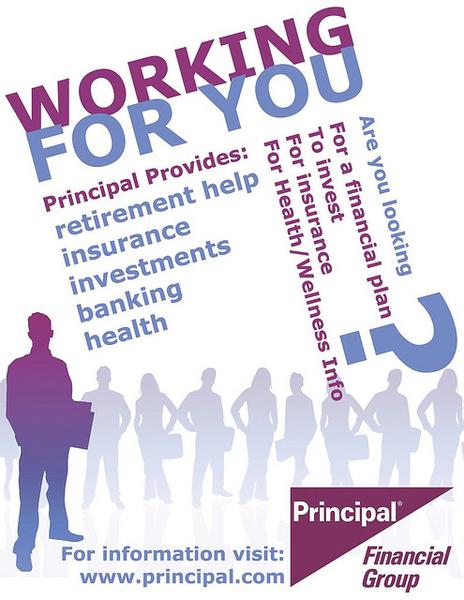 WORKING
FOR YOU
Principal Provides:
retirement help
insurance
investments
banking
health
Are you looking
For a financial plan
To invest
For insurance
For Health/Wellness Info
?
For information visit:
www.principal.com
Principal®
Financial
Group